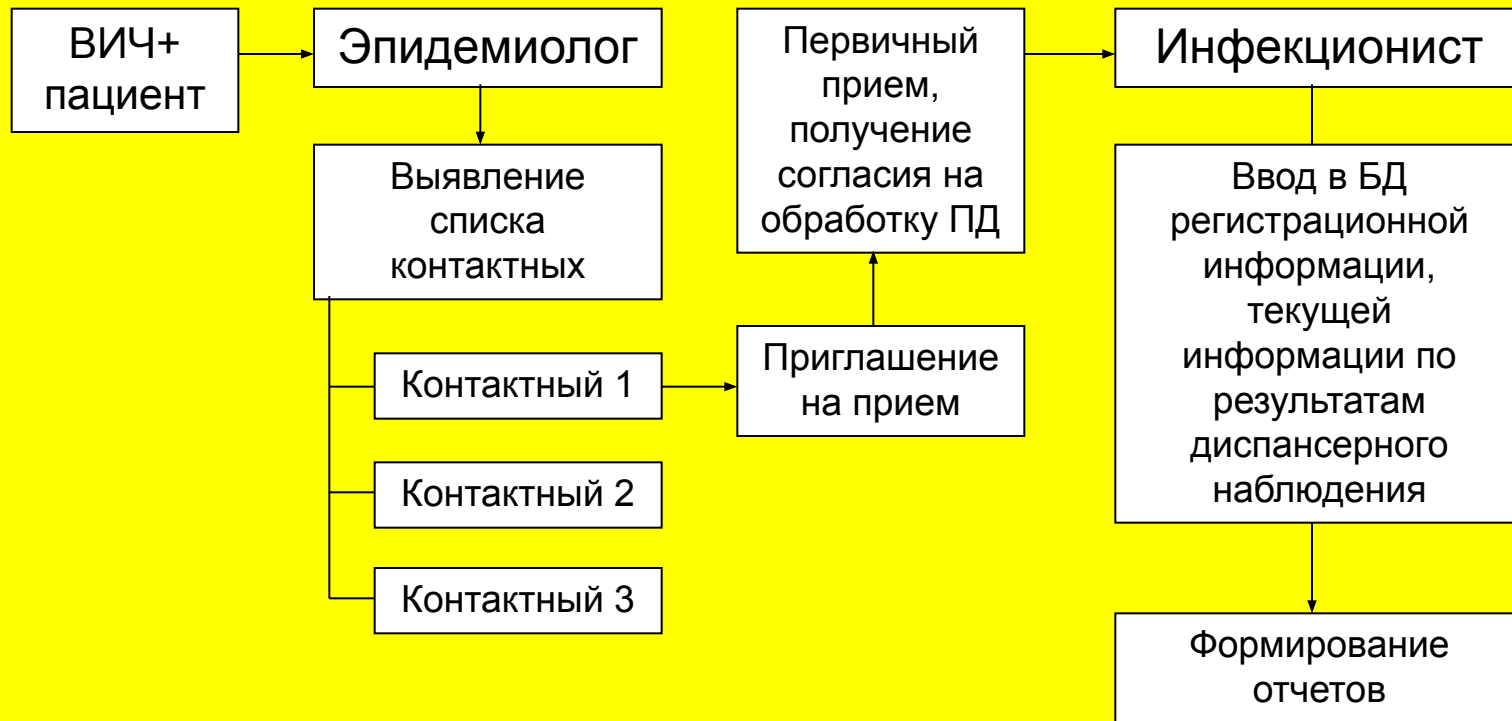 ВИЧ+
пациент
Эпидемиолог
Выявление
списка
контактных
Контактный 1
Контактный 2
Контактный 3
Приглашение
на прием
Первичный
прием,
получение
согласия на
обработку ПД
Инфекционист
Ввод в БД
регистрационной
информации,
текущей
информации по
результатам
диспансерного
наблюдения
Формирование
отчетов